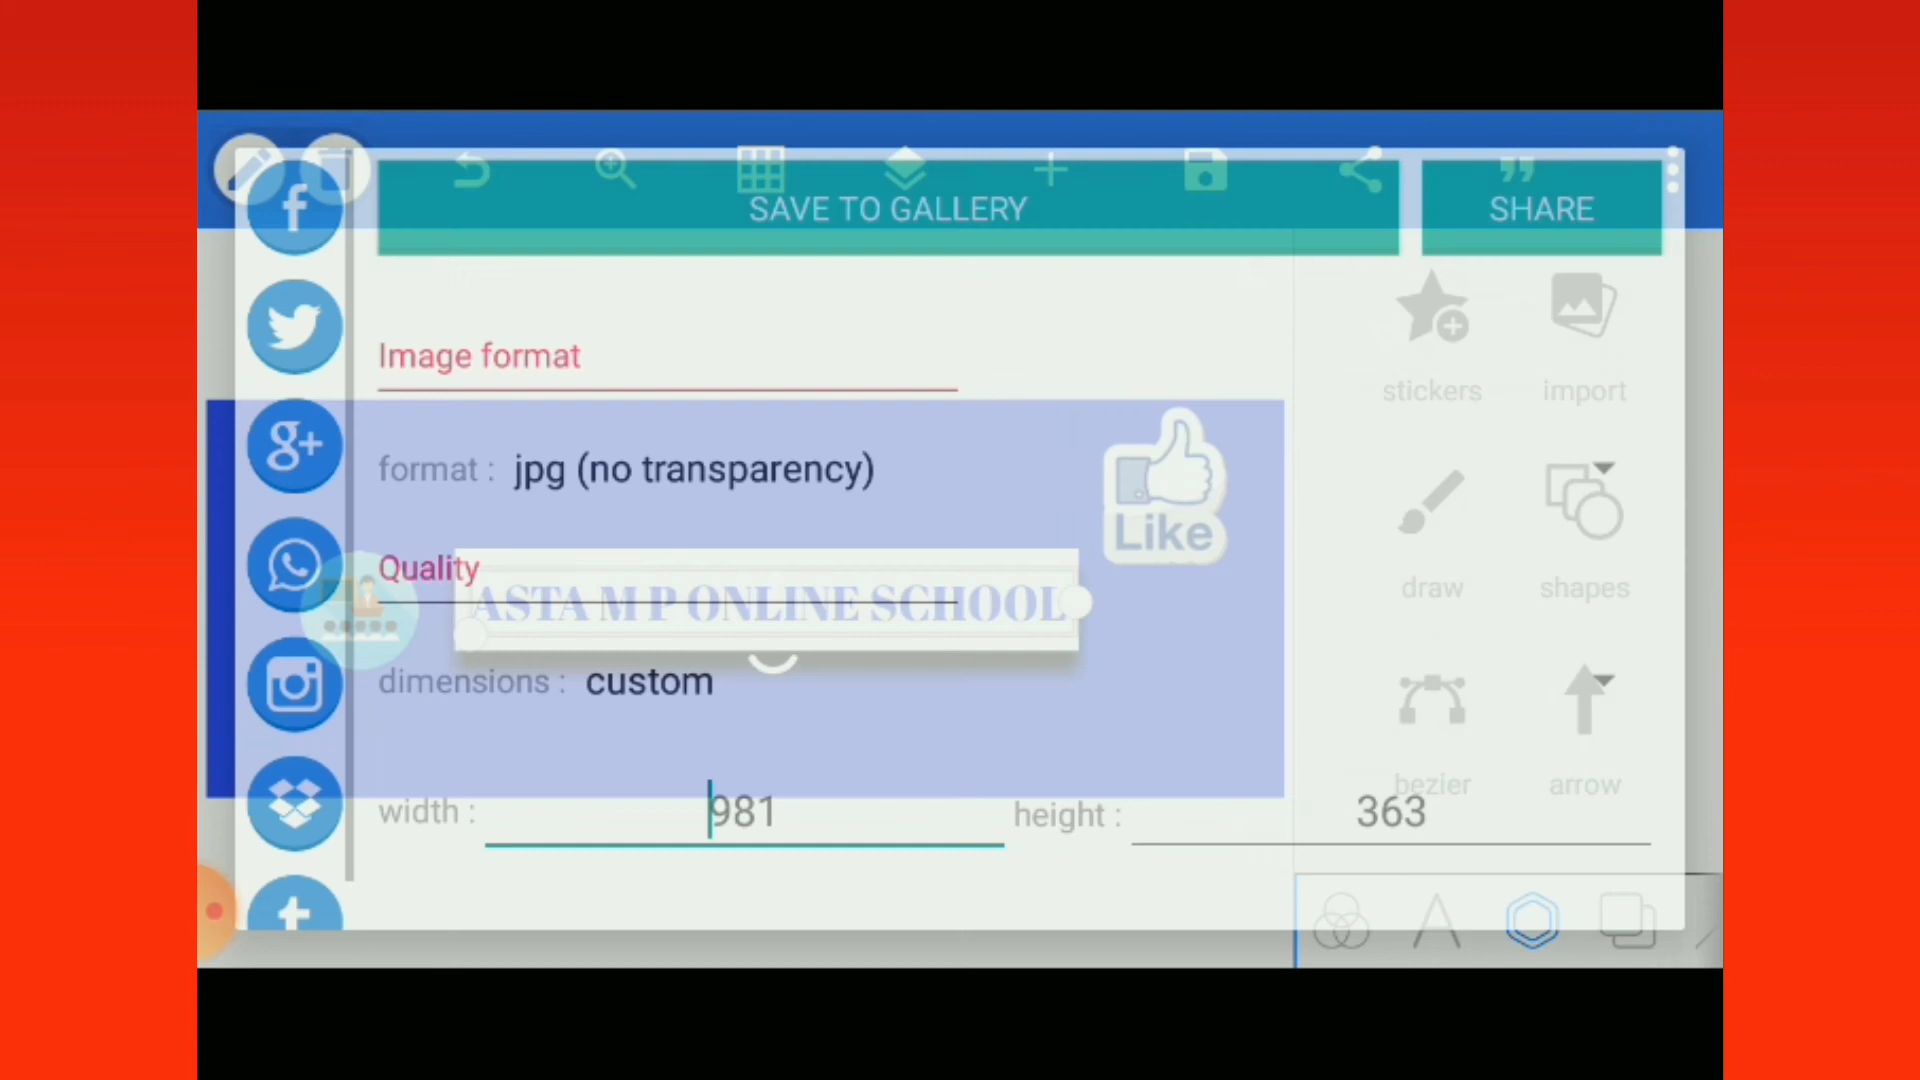 SAVE TO GALLERY
SHARE
Image format
stickers
import
format : jpg (no transparency)
Like
Quality
ASTA M P ONLINE SCHOOL
draw
shapes
dimensions : custom
bezier
arrow
width : 981
height : 363